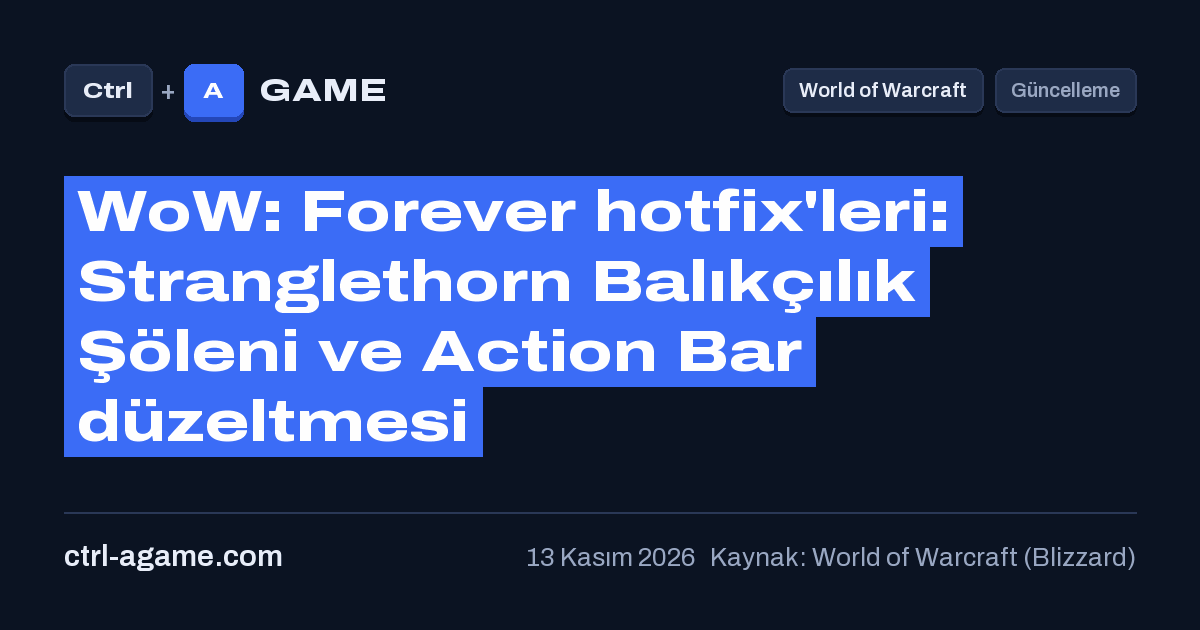 Ctrl + A GAME
World of Warcraft Güncelleme
WoW: Forever hotfix'leri:
Stranglethorn Balıkçılık
Şöleni ve Action Bar
düzeltmesi
ctrl-agame.com
13 Kasım 2026 Kaynak: World of Warcraft (Blizzard)